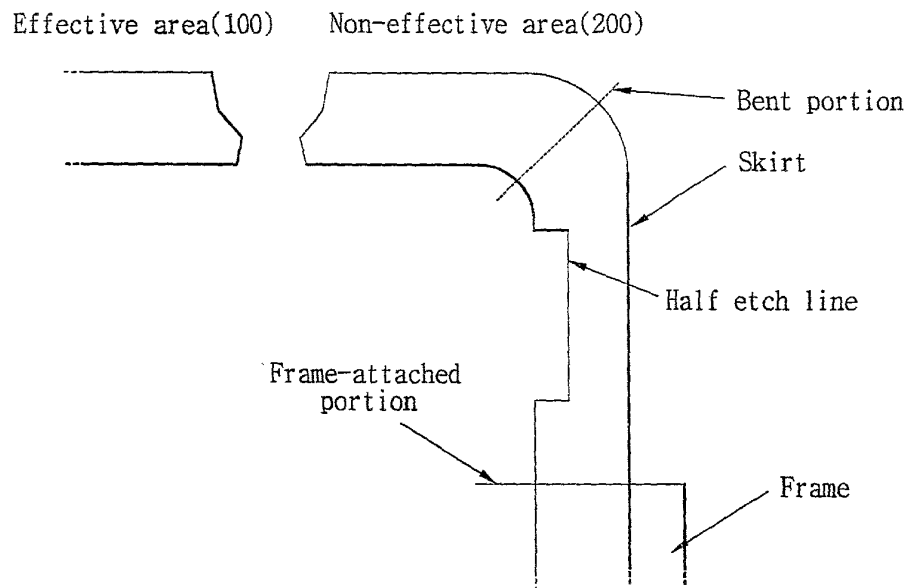 Effective area(100)
Non-effective area(200)
Bent portion
Skirt
Half etch line
Frame-attached
portion
Frame